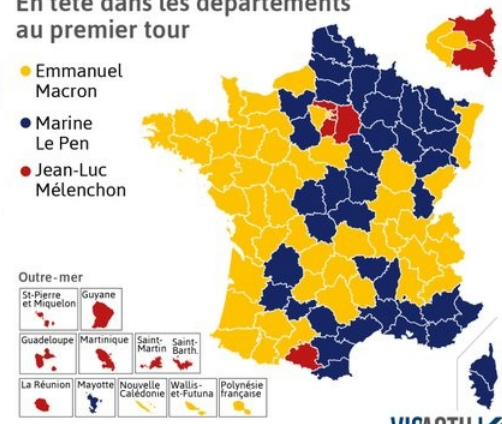 En tête dans les départements
au premier tour
Emmanuel
Macron
Marine
Le Pen
Jean-Luc
Mélenchon
Outre-mer
St-Pierre
et Miquelon
Guyane
Guadeloupe
Martinique
Saint-
Martin
Saint-
Barth.
La Réunion
Mayotte
Nouvelle
Calédonie
Wallis-
et-Futuna
Polynésie
française